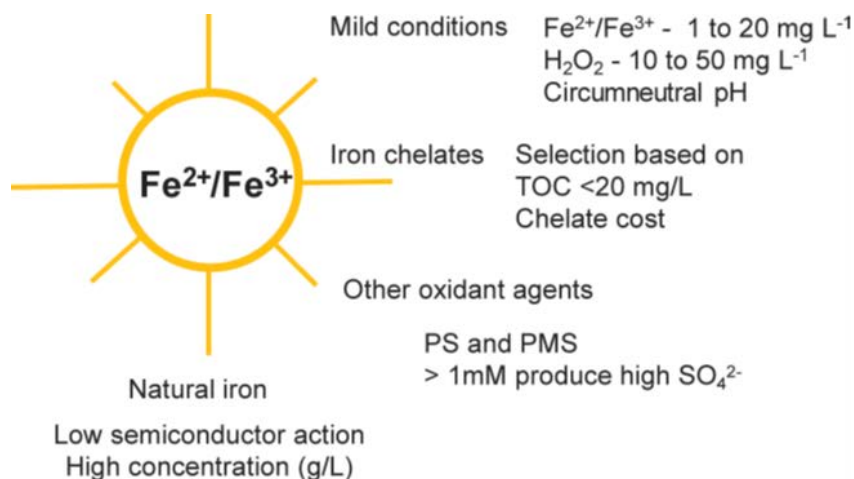 Mild conditions
Fe²⁺/Fe³⁺ - 1 to 20 mg L⁻¹
H₂O₂ - 10 to 50 mg L⁻¹
Circumneutral pH
Fe²⁺/Fe³⁺
Iron chelates
Selection based on
TOC <20 mg/L
Chelate cost
Other oxidant agents
PS and PMS
> 1mM produce high SO₄²⁻
Natural iron
Low semiconductor action
High concentration (g/L)